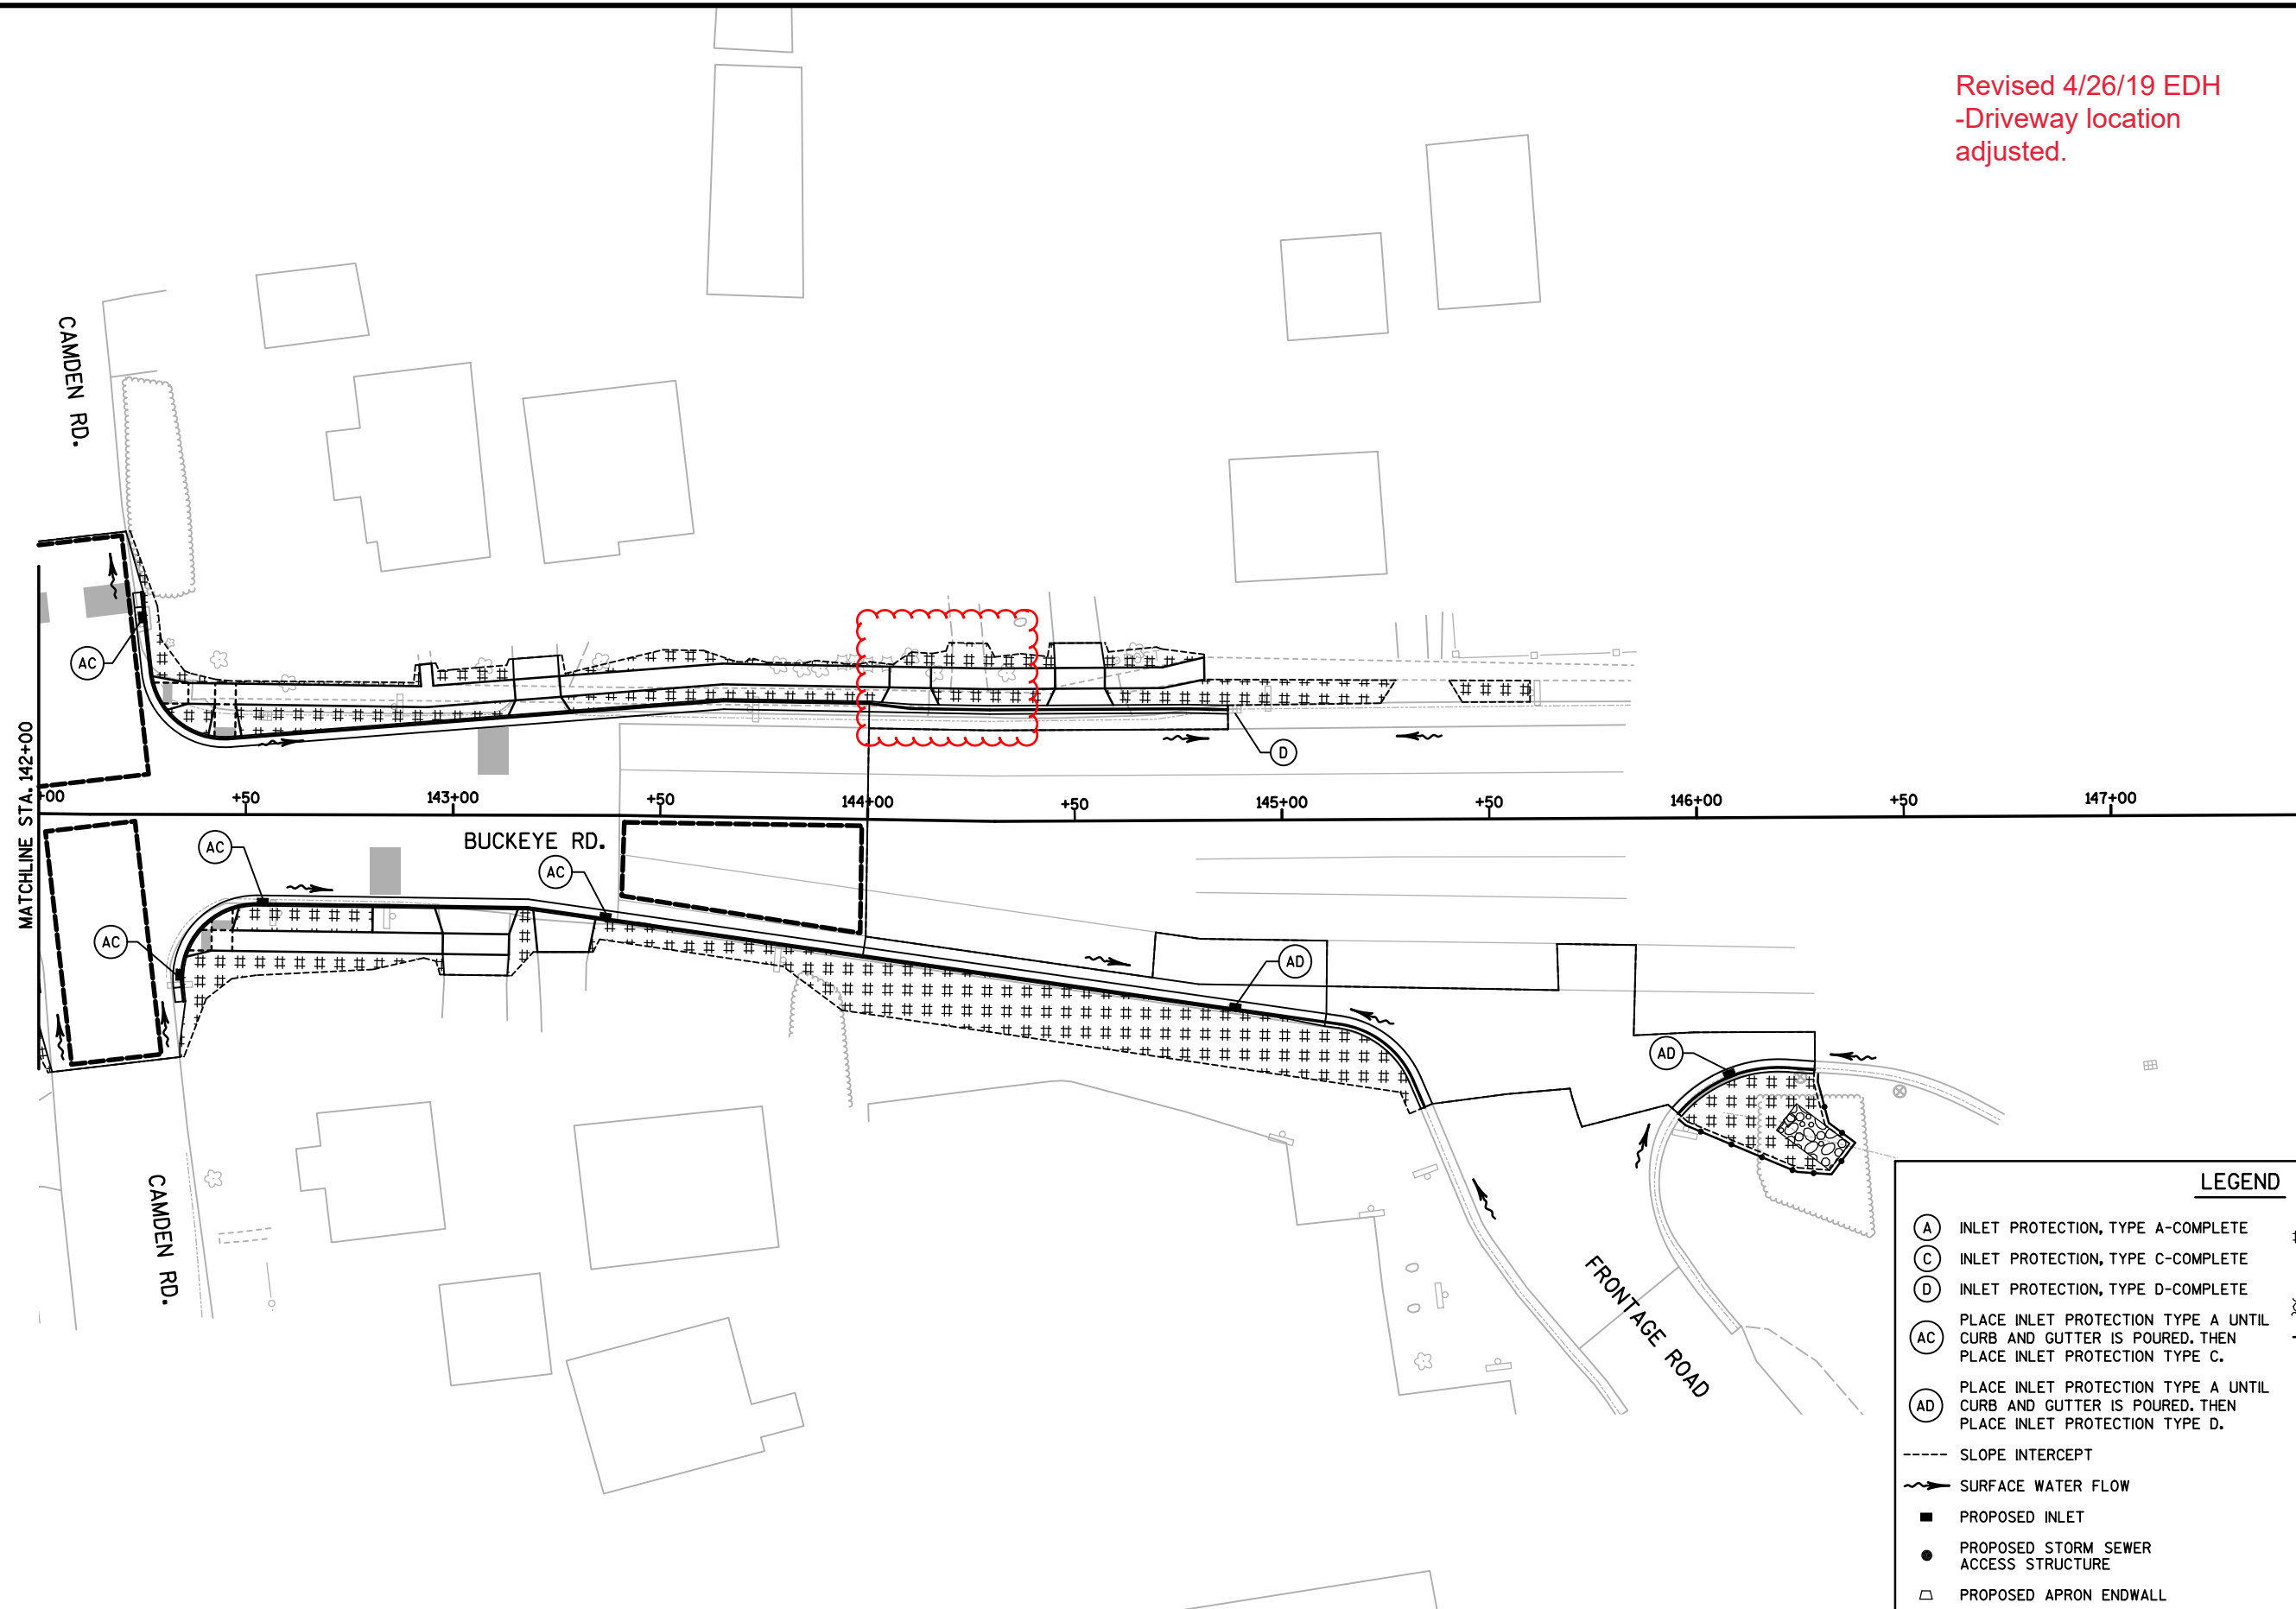 Revised 4/26/19 EDH
-Driveway location
adjusted.
CAMDEN RD.
AC
D
MATCHLINE STA. 142+00
+00
+50
143+00
+50
144+00
+50
145+00
+50
146+00
+50
147+00
BUCKEYE RD.
AC
AC
AC
AD
AD
CAMDEN RD.
FRONTAGE ROAD
LEGEND
A INLET PROTECTION, TYPE A-COMPLETE
C INLET PROTECTION, TYPE C-COMPLETE
D INLET PROTECTION, TYPE D-COMPLETE
PLACE INLET PROTECTION TYPE A UNTIL
AC CURB AND GUTTER IS POURED. THEN
PLACE INLET PROTECTION TYPE C.
PLACE INLET PROTECTION TYPE A UNTIL
AD CURB AND GUTTER IS POURED. THEN
PLACE INLET PROTECTION TYPE D.
SLOPE INTERCEPT
SURFACE WATER FLOW
PROPOSED INLET
PROPOSED STORM SEWER
ACCESS STRUCTURE
PROPOSED APRON ENDWALL